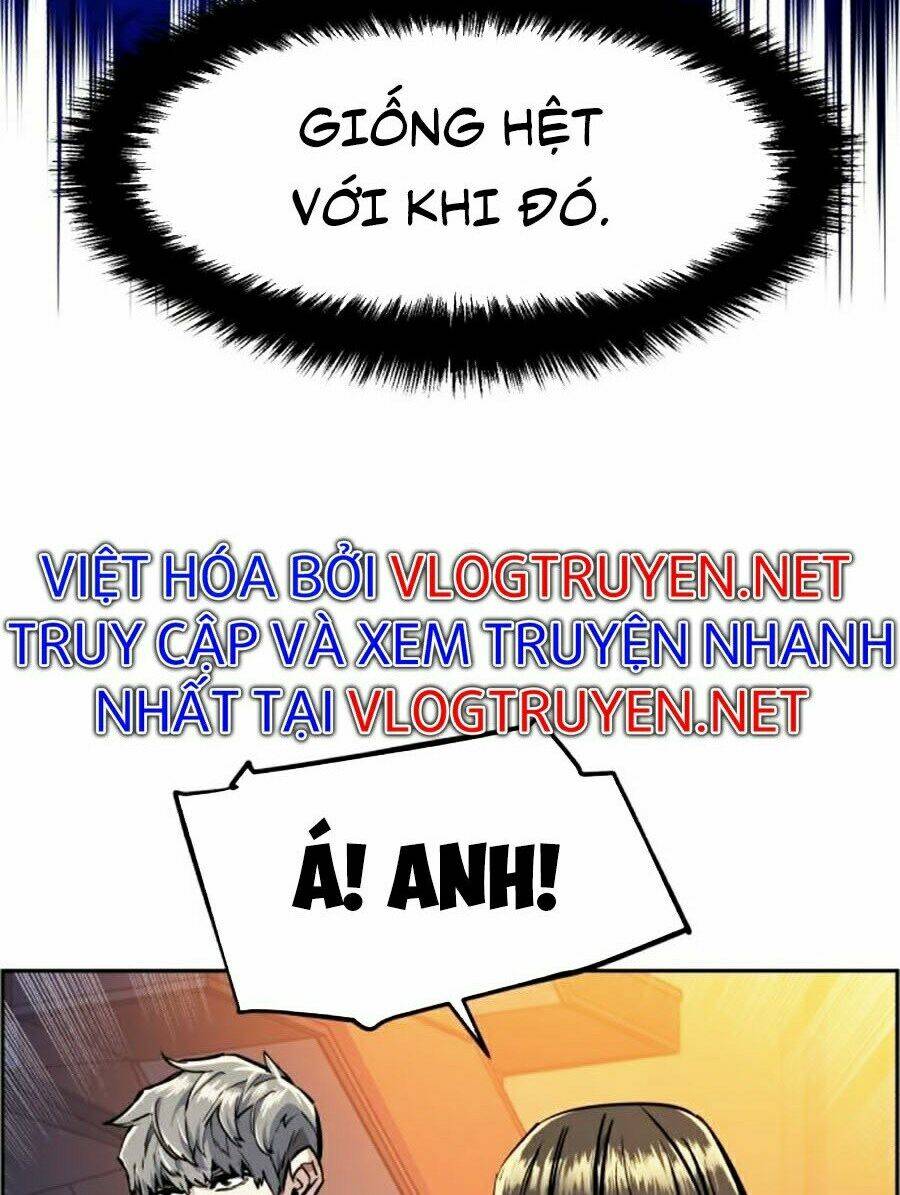 GIỐNG HỆT
VỚI KHI ĐÓ.
VIỆT HÓA BỞI VLOGTRUYEN.NET
TRUY CẬP VÀ XEM TRUYỆN NHANH
NHẤT TẠI VLOGTRUYEN.NET
Á! ANH!